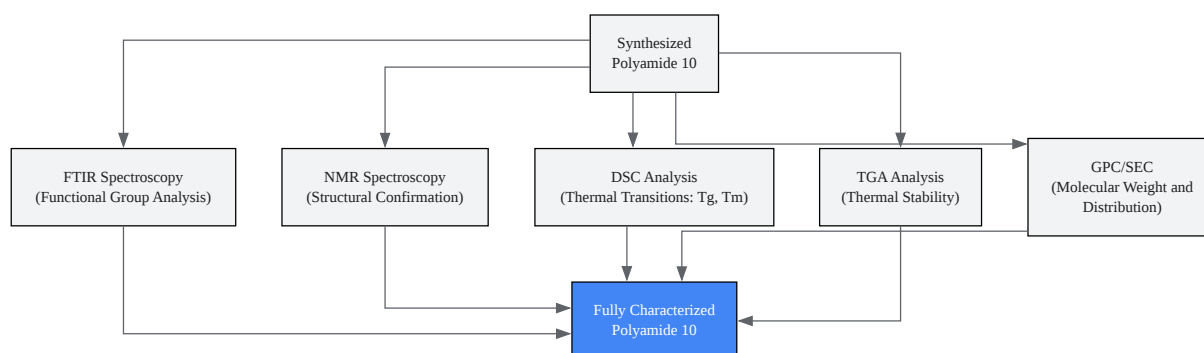 Synthesized
Polyamide 10
FTIR Spectroscopy
(Functional Group Analysis)
NMR Spectroscopy
(Structural Confirmation)
DSC Analysis
(Thermal Transitions: Tg, Tm)
TGA Analysis
(Thermal Stability)
GPC/SEC
(Molecular Weight and
Distribution)
Fully Characterized
Polyamide 10